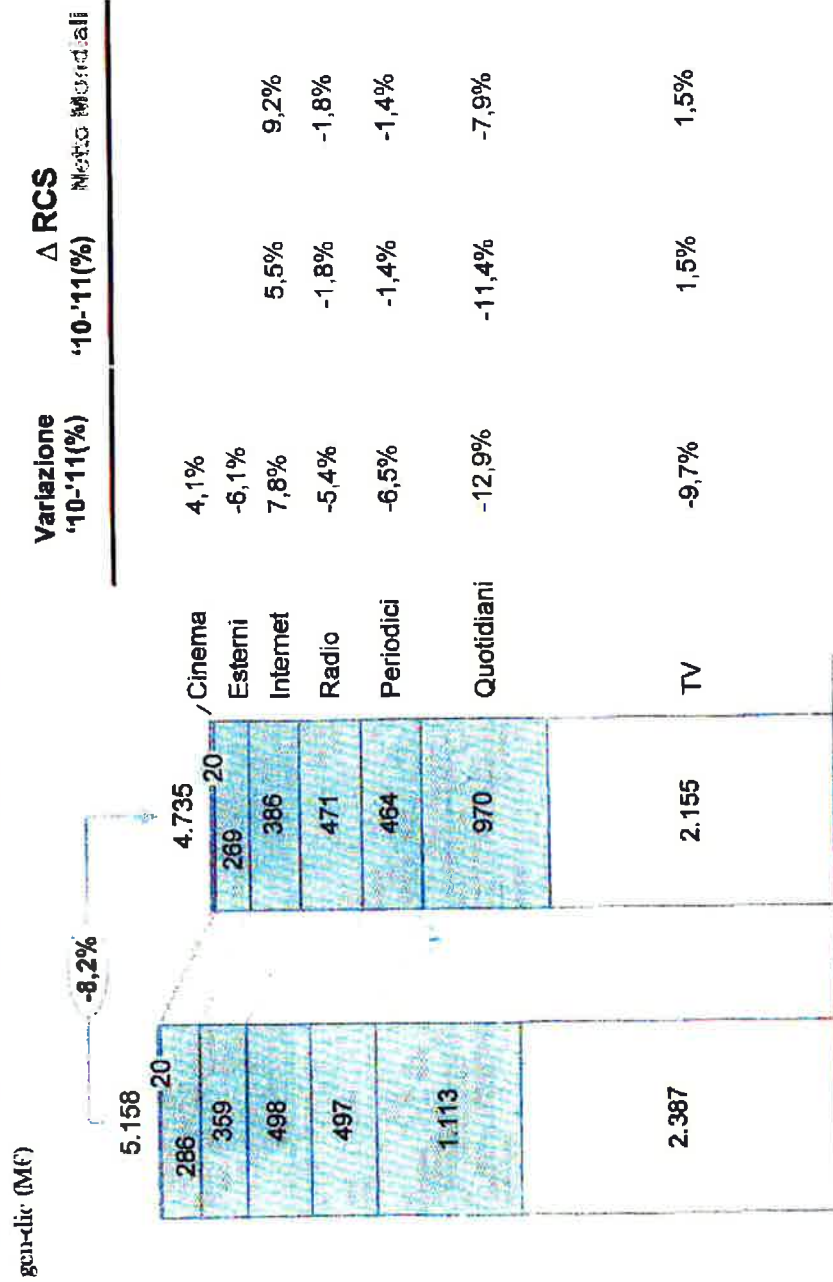 gen-dic (M€)
-8,2%
5.158
4.735
20
286
359
498
497
1.113
2.387
20
269
386
471
464
970
2.155
Variazione '10-'11(%)
Δ RCS '10-'11(%)
Netto Mondiali
Cinema 4,1%
Esterni -6,1%
Internet 7,8% 5,5% 9,2%
Radio -5,4% -1,8% -1,8%
Periodici -6,5% -1,4% -1,4%
Quotidiani -12,9% -11,4% -7,9%
TV -9,7% 1,5% 1,5%